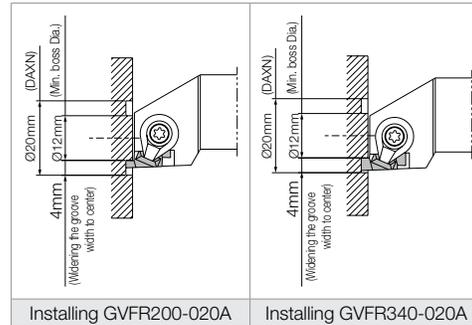 (DAXN)
(Min. boss Dia.)
Ø20mm
Ø12mm
4mm
(Widening the groove
width to center)
Installing GVFR200-020A
(DAXN)
(Min. boss Dia.)
Ø20mm
Ø12mm
4mm
(Widening the groove
width to center)
Installing GVFR340-020A